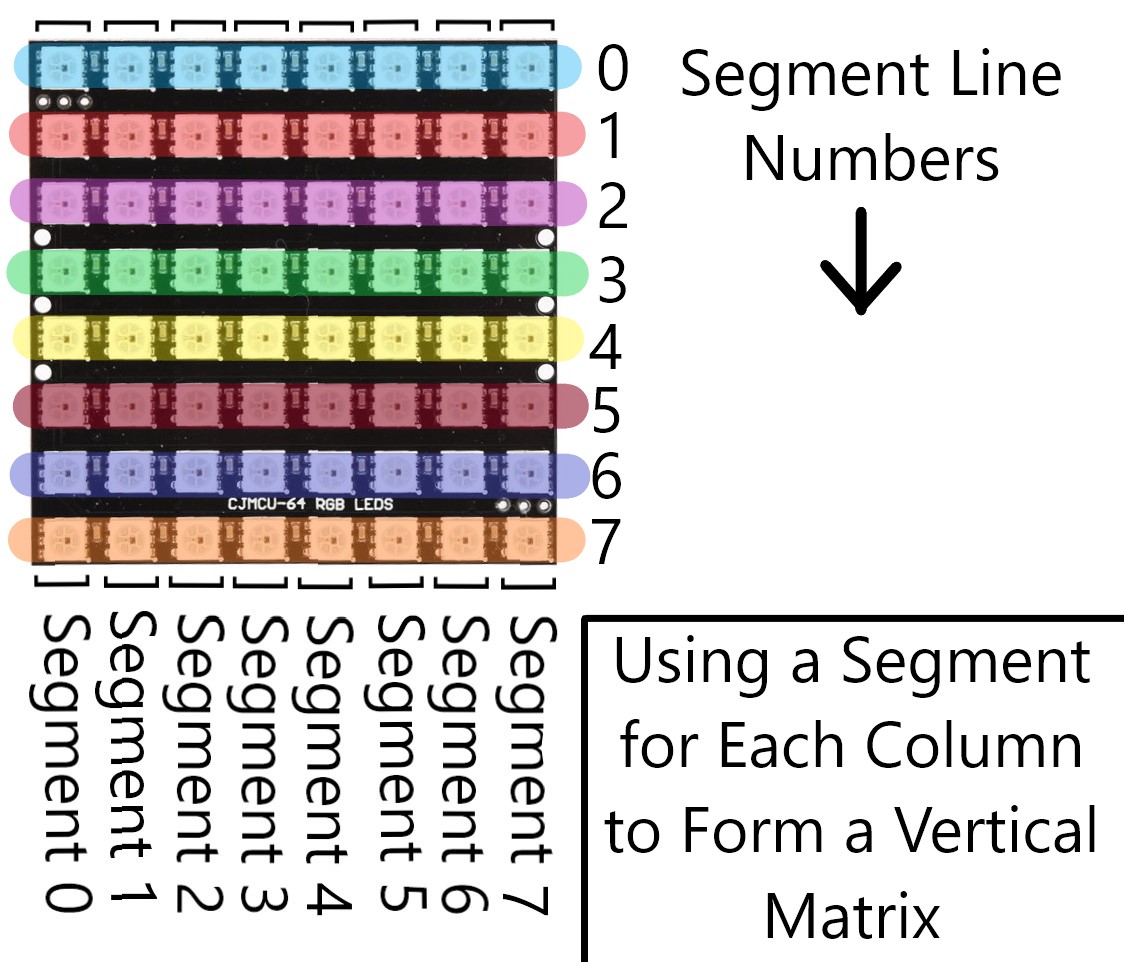 0
Segment Line
Numbers
1
2
3
4
5
6
CJMCU-64 RGB LEDS
7
Segment 0
Segment 1
Segment 2
Segment 3
Segment 4
Segment 5
Segment 6
Segment 7
Using a Segment
for Each Column
to Form a Vertical
Matrix